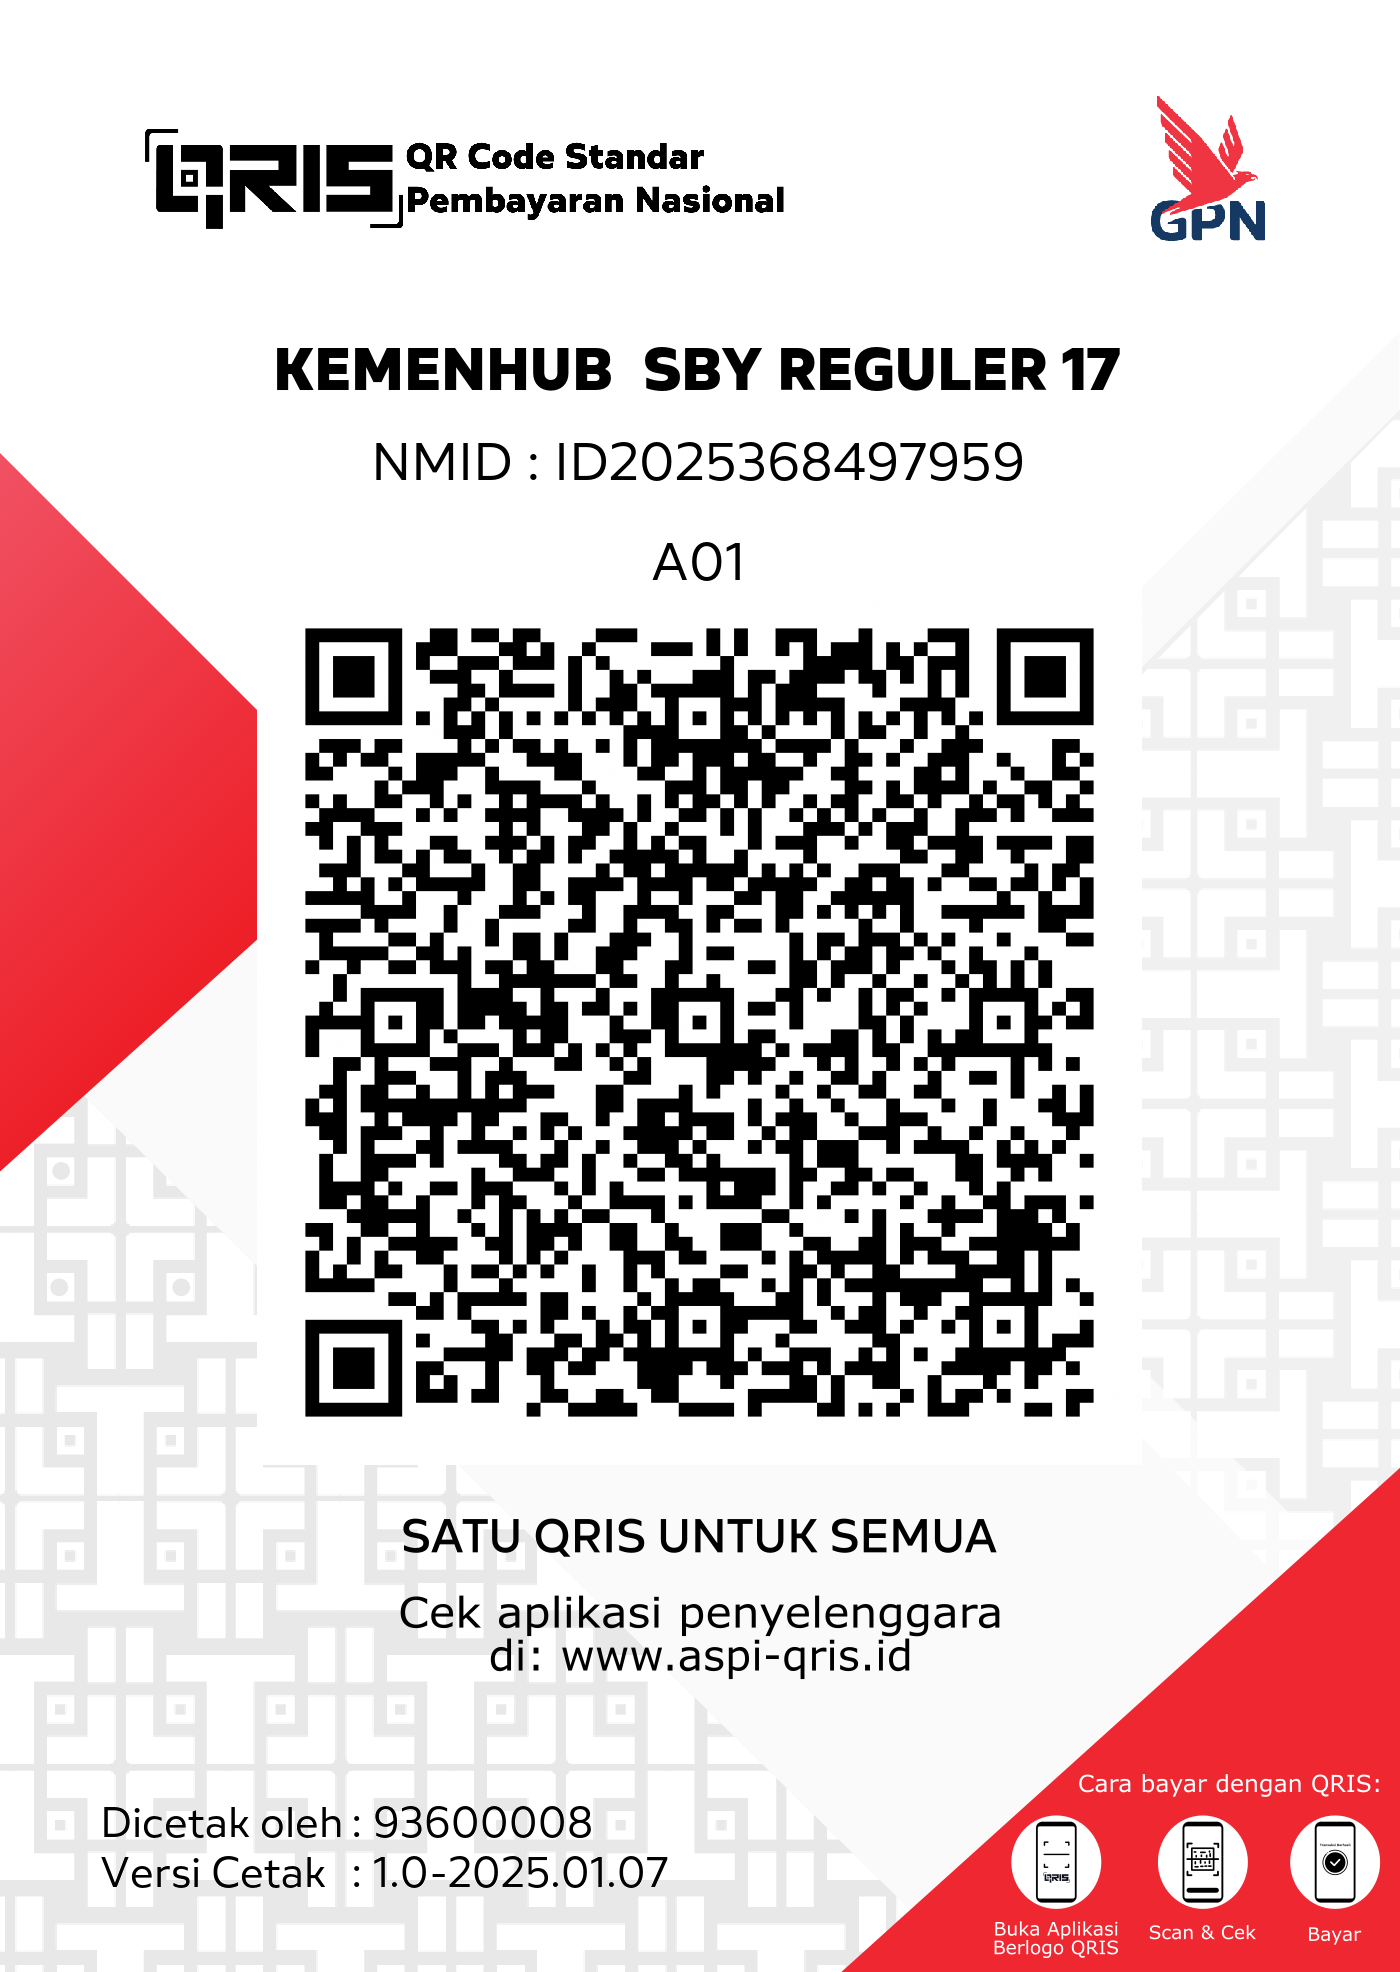 QRIS QR Code Standar
Pembayaran Nasional
GPN
KEMENHUB  SBY REGULER 17
NMID : ID2025368497959
A01
SATU QRIS UNTUK SEMUA
Cek aplikasi penyelenggara
di: www.aspi-qris.id
Dicetak oleh : 93600008
Versi Cetak : 1.0-2025.01.07
Cara bayar dengan QRIS:
QRIS
Buka Aplikasi
Berlogo QRIS
Scan & Cek
Bayar